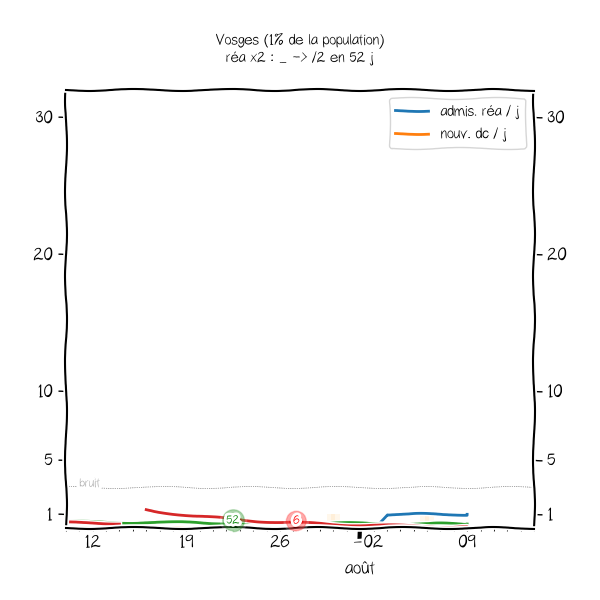 Vosges (1% de la population)
réa x2 : _ -> /2 en 52 j
admis. réa / j
nouv. dc / j
30 30
20 20
10 10
5 5
bruit
1 52 6 1
12 19 26 02 09
août